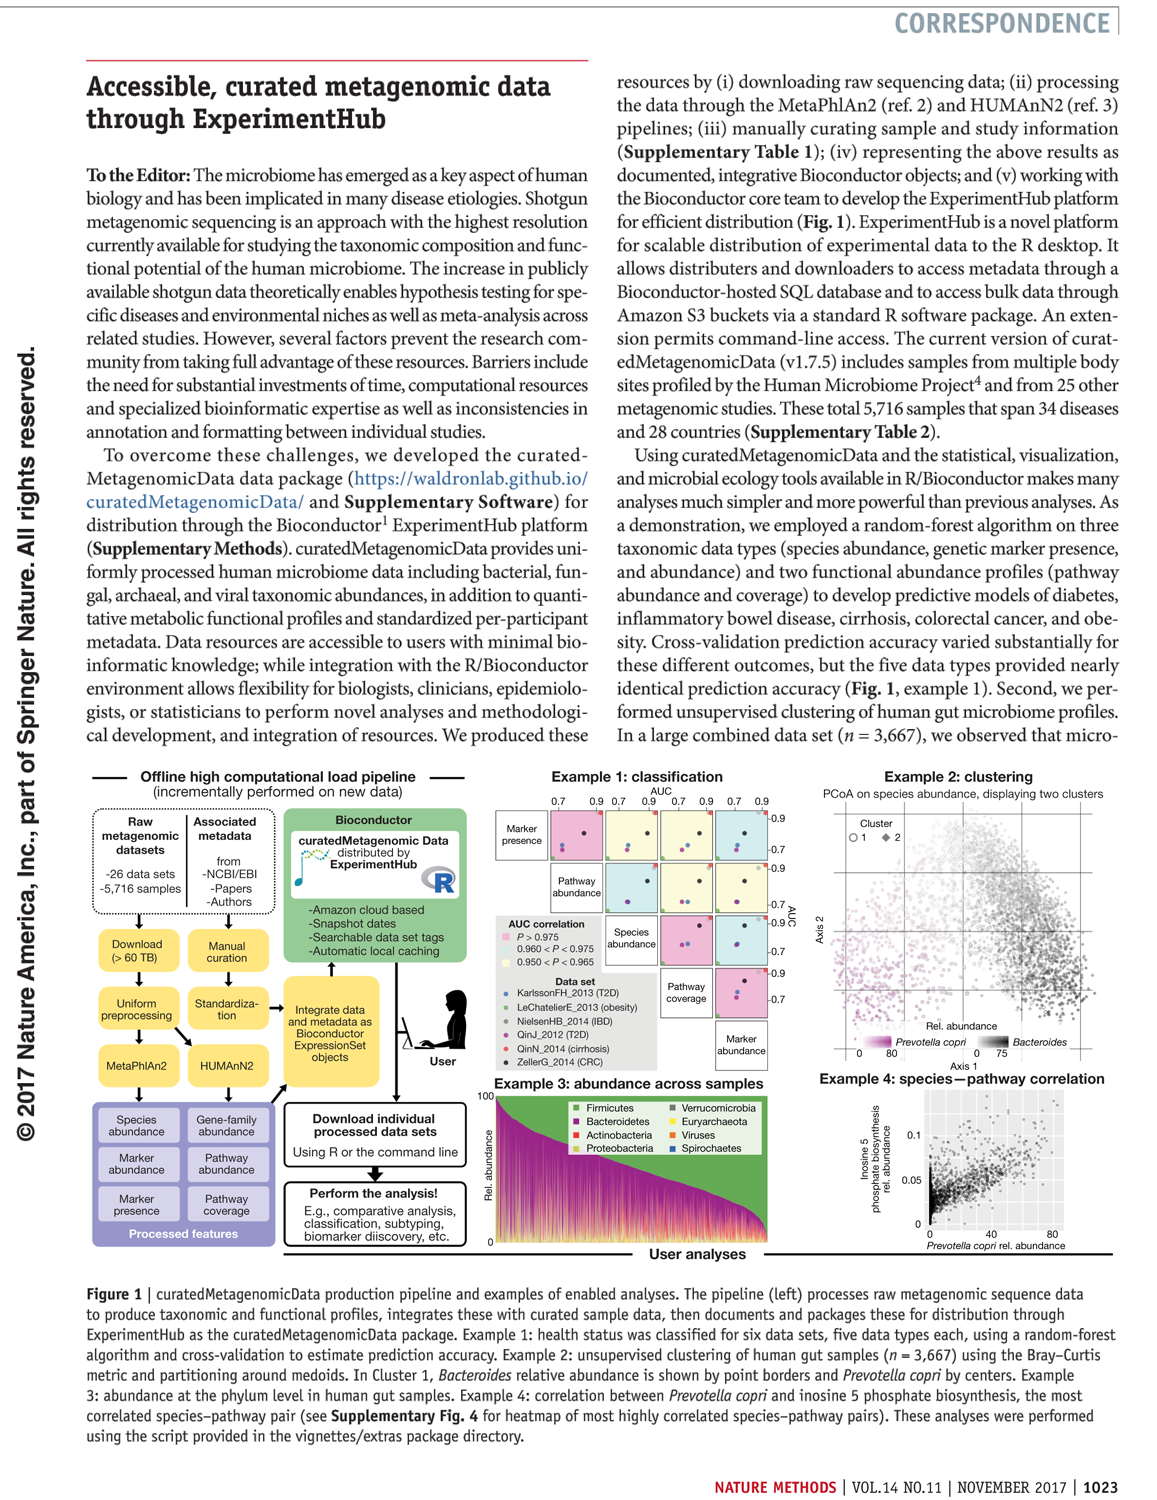 CORRESPONDENCE
Accessible, curated metagenomic data
through ExperimentHub
To the Editor: The microbiome has emerged as a key aspect of human
biology and has been implicated in many disease etiologies. Shotgun
metagenomic sequencing is an approach with the highest resolution
currently available for studying the taxonomic composition and func-
tional potential of the human microbiome. The increase in publicly
available shotgun data theoretically enables hypothesis testing for spe-
cific diseases and environmental niches as well as meta-analysis across
related studies. However, several factors prevent the research com-
munity from taking full advantage of these resources. Barriers include
the need for substantial investments of time, computational resources
and specialized bioinformatic expertise as well as inconsistencies in
annotation and formatting between individual studies.
To overcome these challenges, we developed the curated-
MetagenomicData data package (https://waldronlab.github.io/
curatedMetagenomicData/ and Supplementary Software) for
distribution through the Bioconductor1 ExperimentHub platform
(Supplementary Methods). curatedMetagenomicData provides uni-
formly processed human microbiome data including bacterial, fun-
gal, archaeal, and viral taxonomic abundances, in addition to quanti-
tative metabolic functional profiles and standardized per-participant
metadata. Data resources are accessible to users with minimal bio-
informatic knowledge; while integration with the R/Bioconductor
environment allows flexibility for biologists, clinicians, epidemiolo-
gists, or statisticians to perform novel analyses and methodologi-
cal development, and integration of resources. We produced these
resources by (i) downloading raw sequencing data; (ii) processing
the data through the MetaPhlAn2 (ref. 2) and HUMAnN2 (ref. 3)
pipelines; (iii) manually curating sample and study information
(Supplementary Table 1); (iv) representing the above results as
documented, integrative Bioconductor objects; and (v) working with
the Bioconductor core team to develop the ExperimentHub platform
for efficient distribution (Fig. 1). ExperimentHub is a novel platform
for scalable distribution of experimental data to the R desktop. It
allows distributers and downloaders to access metadata through a
Bioconductor-hosted SQL database and to access bulk data through
Amazon S3 buckets via a standard R software package. An exten-
sion permits command-line access. The current version of curat-
edMetagenomicData (v1.7.5) includes samples from multiple body
sites profiled by the Human Microbiome Project4 and from 25 other
metagenomic studies. These total 5,716 samples that span 34 diseases
and 28 countries (Supplementary Table 2).
Using curatedMetagenomicData and the statistical, visualization,
and microbial ecology tools available in R/Bioconductor makes many
analyses much simpler and more powerful than previous analyses. As
a demonstration, we employed a random-forest algorithm on three
taxonomic data types (species abundance, genetic marker presence,
and abundance) and two functional abundance profiles (pathway
abundance and coverage) to develop predictive models of diabetes,
inflammatory bowel disease, cirrhosis, colorectal cancer, and obe-
sity. Cross-validation prediction accuracy varied substantially for
these different outcomes, but the five data types provided nearly
identical prediction accuracy (Fig. 1, example 1). Second, we per-
formed unsupervised clustering of human gut microbiome profiles.
In a large combined data set (n = 3,667), we observed that micro-
© 2017 Nature America, Inc., part of Springer Nature. All rights reserved.
Offline high computational load pipeline
(incrementally performed on new data)
Raw
metagenomic
datasets
-26 data sets
-5,716 samples
Associated
metadata
from
-NCBI/EBI
-Papers
-Authors
Download
(> 60 TB)
Manual
curation
Uniform
preprocessing
Standardiza-
tion
MetaPhlAn2
HUMAnN2
Species
abundance
Gene-family
abundance
Marker
abundance
Pathway
abundance
Marker
presence
Pathway
coverage
Processed features
Bioconductor
curatedMetagenomic Data
distributed by
ExperimentHub
R
-Amazon cloud based
-Snapshot dates
-Searchable data set tags
-Automatic local caching
Integrate data
and metadata as
Bioconductor
ExpressionSet
objects
User
Download individual
processed data sets
Using R or the command line
Perform the analysis!
E.g., comparative analysis,
classification, subtyping,
biomarker diiscovery, etc.
Example 1: classification
AUC
0.7 0.9 0.7 0.9 0.7 0.9 0.7 0.9
Marker
presence
0.9
0.7
Pathway
abundance
0.9
0.7
AUC
Species
abundance
0.9
0.7
Pathway
coverage
0.9
0.7
Marker
abundance
AUC correlation
P > 0.975
0.960 < P < 0.975
0.950 < P < 0.965
Data set
KarlssonFH_2013 (T2D)
LeChatelierE_2013 (obesity)
NielsenHB_2014 (IBD)
QinJ_2012 (T2D)
QinN_2014 (cirrhosis)
ZellerG_2014 (CRC)
Example 2: clustering
PCoA on species abundance, displaying two clusters
Cluster
1 2
Axis 2
Rel. abundance
0 80 Prevotella copri 0 75 Bacteroides
Axis 1
Example 3: abundance across samples
100
Rel. abundance
0
Firmicutes
Bacteroidetes
Actinobacteria
Proteobacteria
Verrucomicrobia
Euryarchaeota
Viruses
Spirochaetes
Example 4: species—pathway correlation
Inosine 5
phosphate biosynthesis
rel. abundance
0.1
0.05
0
0 40 80
Prevotella copri rel. abundance
User analyses
Figure 1 | curatedMetagenomicData production pipeline and examples of enabled analyses. The pipeline (left) processes raw metagenomic sequence data
to produce taxonomic and functional profiles, integrates these with curated sample data, then documents and packages these for distribution through
ExperimentHub as the curatedMetagenomicData package. Example 1: health status was classified for six data sets, five data types each, using a random-forest
algorithm and cross-validation to estimate prediction accuracy. Example 2: unsupervised clustering of human gut samples (n = 3,667) using the Bray–Curtis
metric and partitioning around medoids. In Cluster 1, Bacteroides relative abundance is shown by point borders and Prevotella copri by centers. Example
3: abundance at the phylum level in human gut samples. Example 4: correlation between Prevotella copri and inosine 5 phosphate biosynthesis, the most
correlated species–pathway pair (see Supplementary Fig. 4 for heatmap of most highly correlated species–pathway pairs). These analyses were performed
using the script provided in the vignettes/extras package directory.
NATURE METHODS | VOL.14 NO.11 | NOVEMBER 2017 | 1023